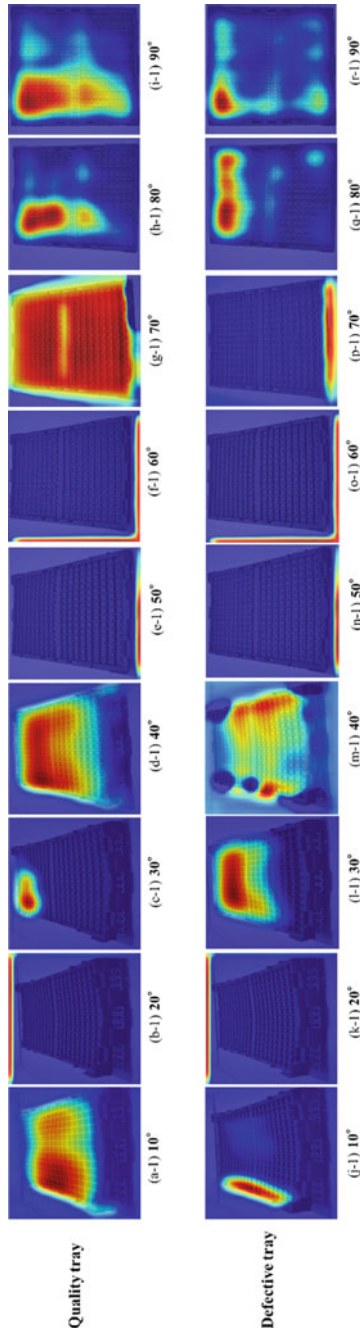 Quality tray
(a-1) 10°
(b-1) 20°
(c-1) 30°
(d-1) 40°
(e-1) 50°
(f-1) 60°
(g-1) 70°
(h-1) 80°
(i-1) 90°
Defective tray
(j-1) 10°
(k-1) 20°
(l-1) 30°
(m-1) 40°
(n-1) 50°
(o-1) 60°
(p-1) 70°
(q-1) 80°
(r-1) 90°